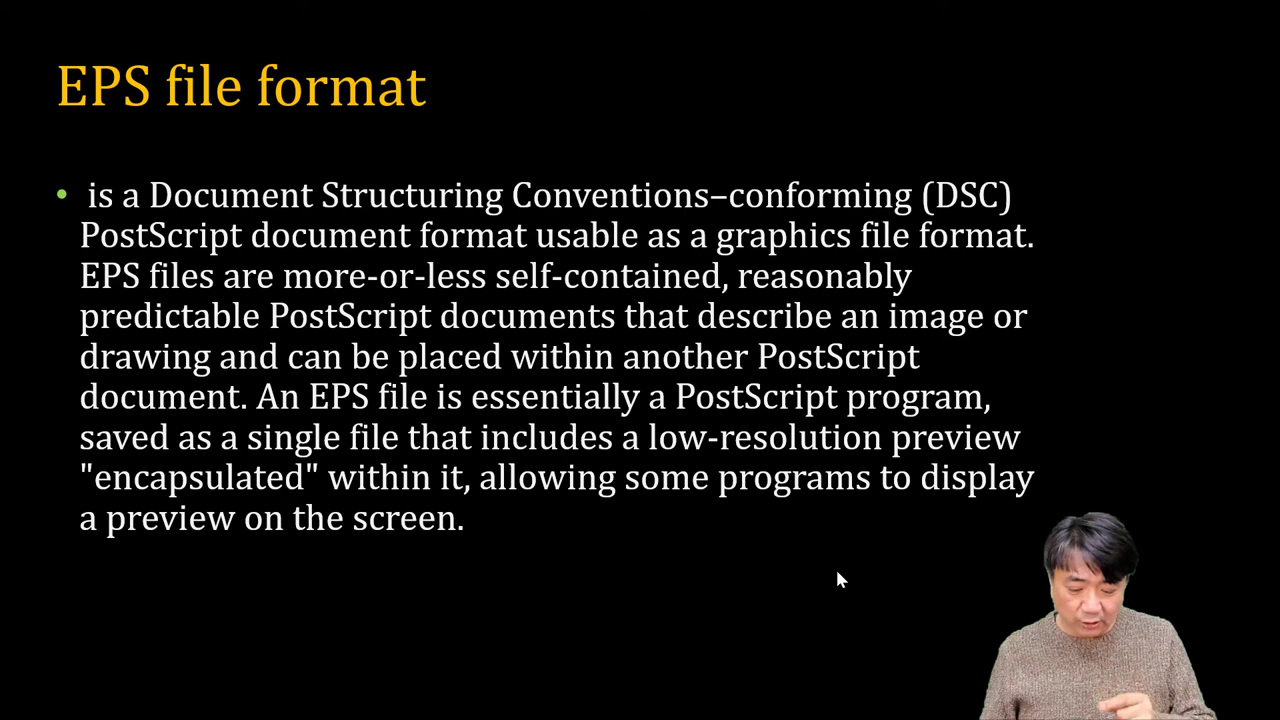 EPS file format
• is a Document Structuring Conventions–conforming (DSC)
PostScript document format usable as a graphics file format.
EPS files are more-or-less self-contained, reasonably
predictable PostScript documents that describe an image or
drawing and can be placed within another PostScript
document. An EPS file is essentially a PostScript program,
saved as a single file that includes a low-resolution preview
"encapsulated" within it, allowing some programs to display
a preview on the screen.